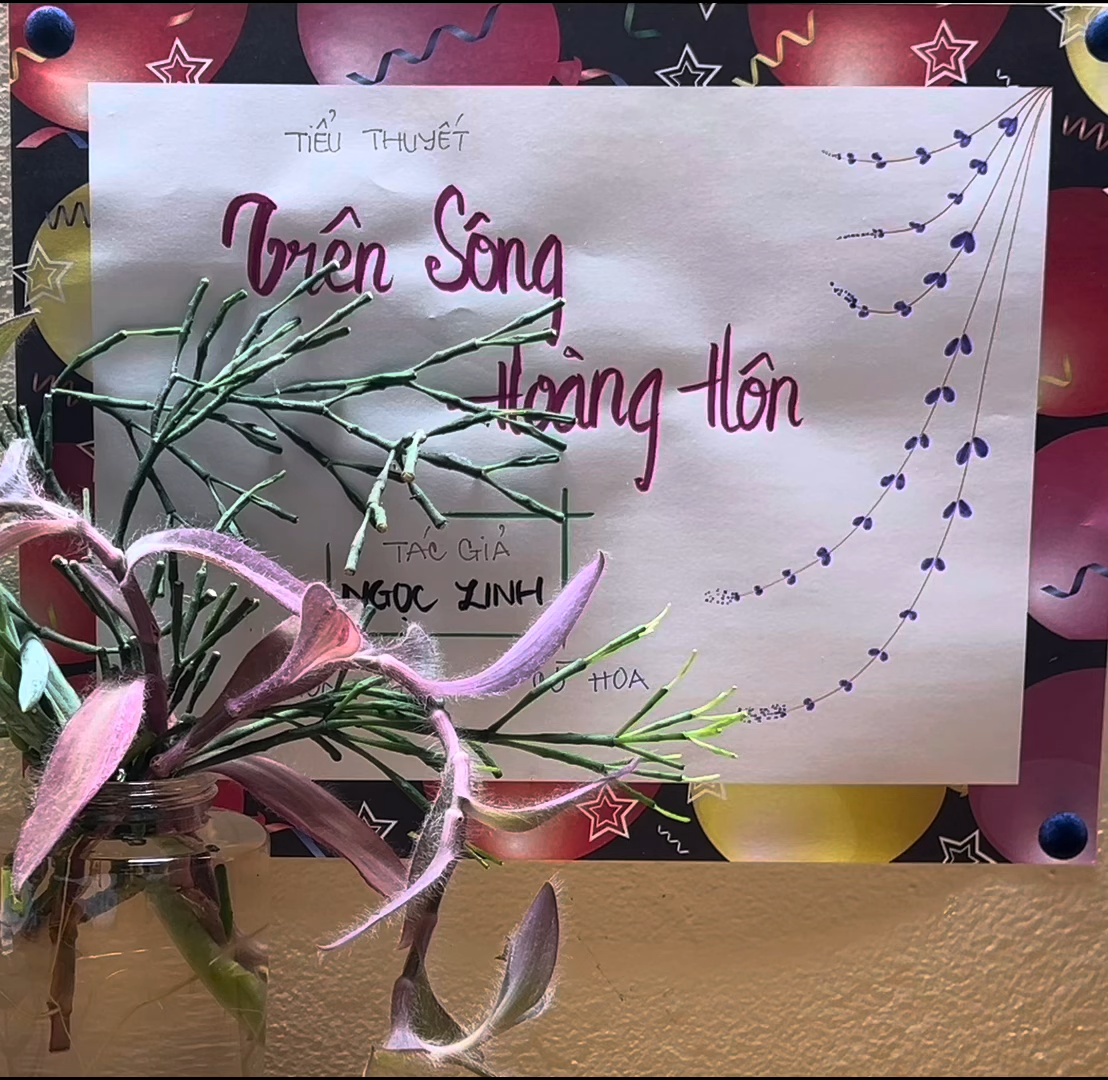 TIỂU THUYẾT
Trên Sông
Hoàng Hôn
TÁC GIẢ
NGỌC LINH
HOA